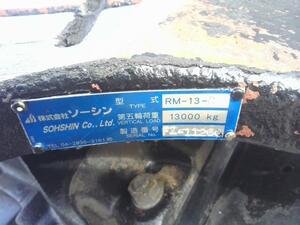 株式会社 ソーシン
SOHSHIN Co., Ltd.
型式 TYPE RM-13-
第五輪荷重 VERTICAL LOAD 13000 kg
製造番号 SERIAL No.